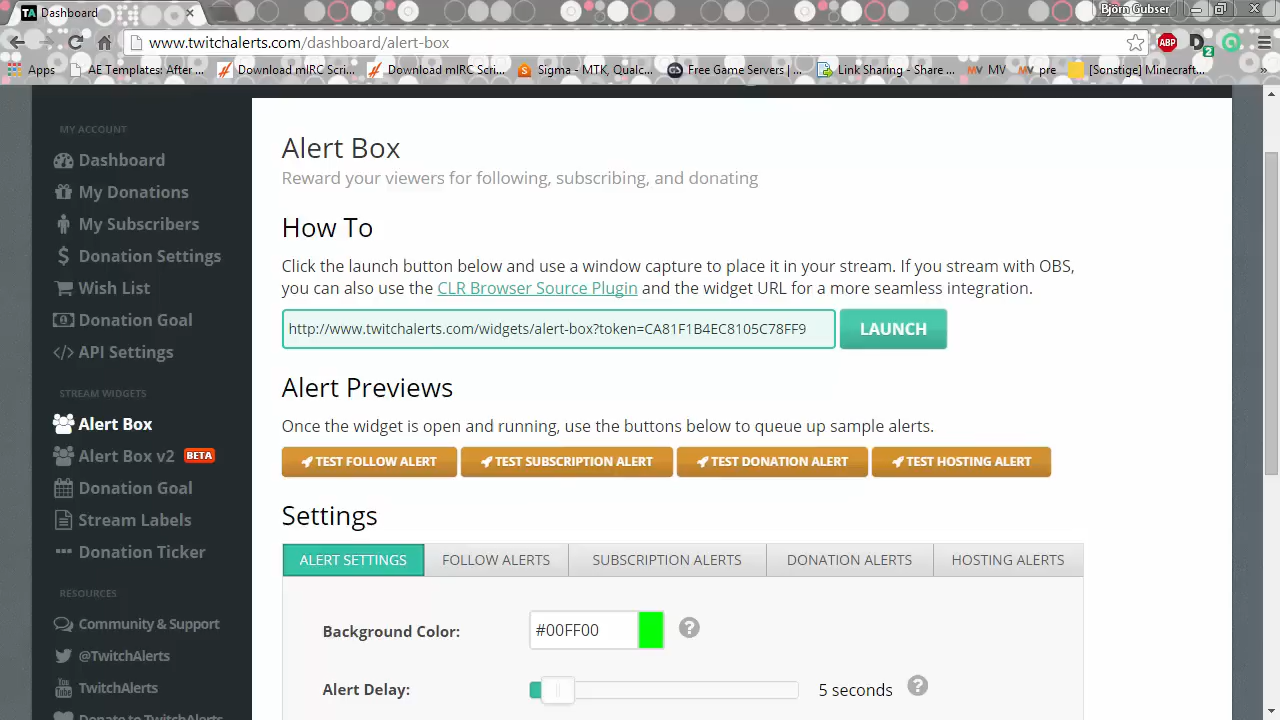 TA Dashboard
Björn Gubser
www.twitchalerts.com/dashboard/alert-box
ABP
D
2
Apps
AE Templates: After ...
Download mIRC Scri...
Download mIRC Scri...
Sigma - MTK, Qualc...
Free Game Servers | ...
Link Sharing - Share ...
MV
pre
[Sonstige] Minecraft...
»
MY ACCOUNT
Dashboard
My Donations
My Subscribers
Donation Settings
Wish List
Donation Goal
API Settings
STREAM WIDGETS
Alert Box
Alert Box v2 BETA
Donation Goal
Stream Labels
Donation Ticker
RESOURCES
Community & Support
@TwitchAlerts
TwitchAlerts
Donate to TwitchAlerts
Alert Box
Reward your viewers for following, subscribing, and donating
How To
Click the launch button below and use a window capture to place it in your stream. If you stream with OBS,
you can also use the CLR Browser Source Plugin and the widget URL for a more seamless integration.
http://www.twitchalerts.com/widgets/alert-box?token=CA81F1B4EC8105C78FF9
LAUNCH
Alert Previews
Once the widget is open and running, use the buttons below to queue up sample alerts.
TEST FOLLOW ALERT
TEST SUBSCRIPTION ALERT
TEST DONATION ALERT
TEST HOSTING ALERT
Settings
ALERT SETTINGS
FOLLOW ALERTS
SUBSCRIPTION ALERTS
DONATION ALERTS
HOSTING ALERTS
Background Color: #00FF00 ?
Alert Delay: 5 seconds ?